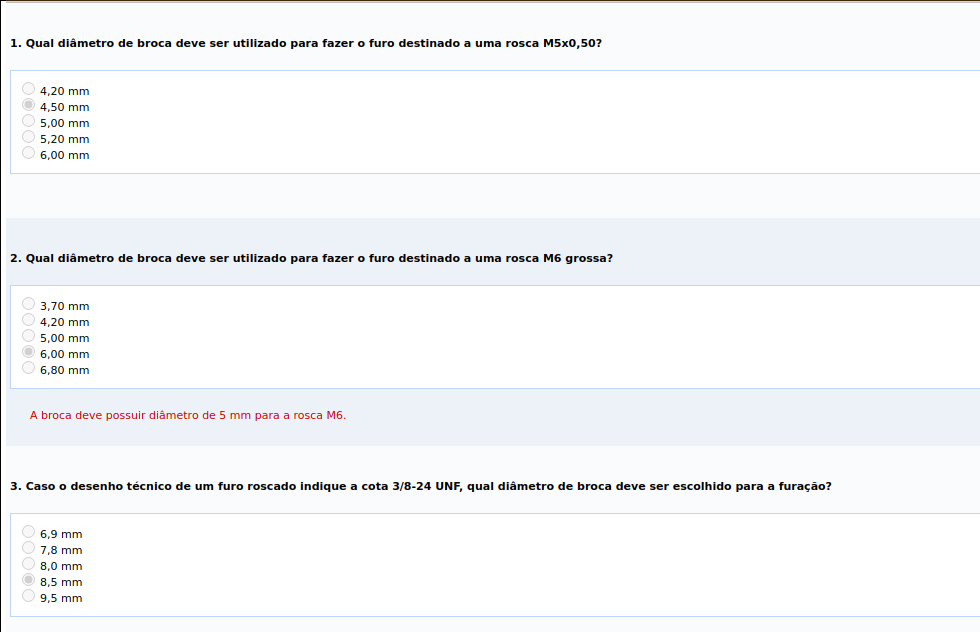 1. Qual diâmetro de broca deve ser utilizado para fazer o furo destinado a uma rosca M5x0,50?
4,20 mm
4,50 mm
5,00 mm
5,20 mm
6,00 mm
2. Qual diâmetro de broca deve ser utilizado para fazer o furo destinado a uma rosca M6 grossa?
3,70 mm
4,20 mm
5,00 mm
6,00 mm
6,80 mm
A broca deve possuir diâmetro de 5 mm para a rosca M6.
3. Caso o desenho técnico de um furo roscado indique a cota 3/8-24 UNF, qual diâmetro de broca deve ser escolhido para a furação?
6,9 mm
7,8 mm
8,0 mm
8,5 mm
9,5 mm